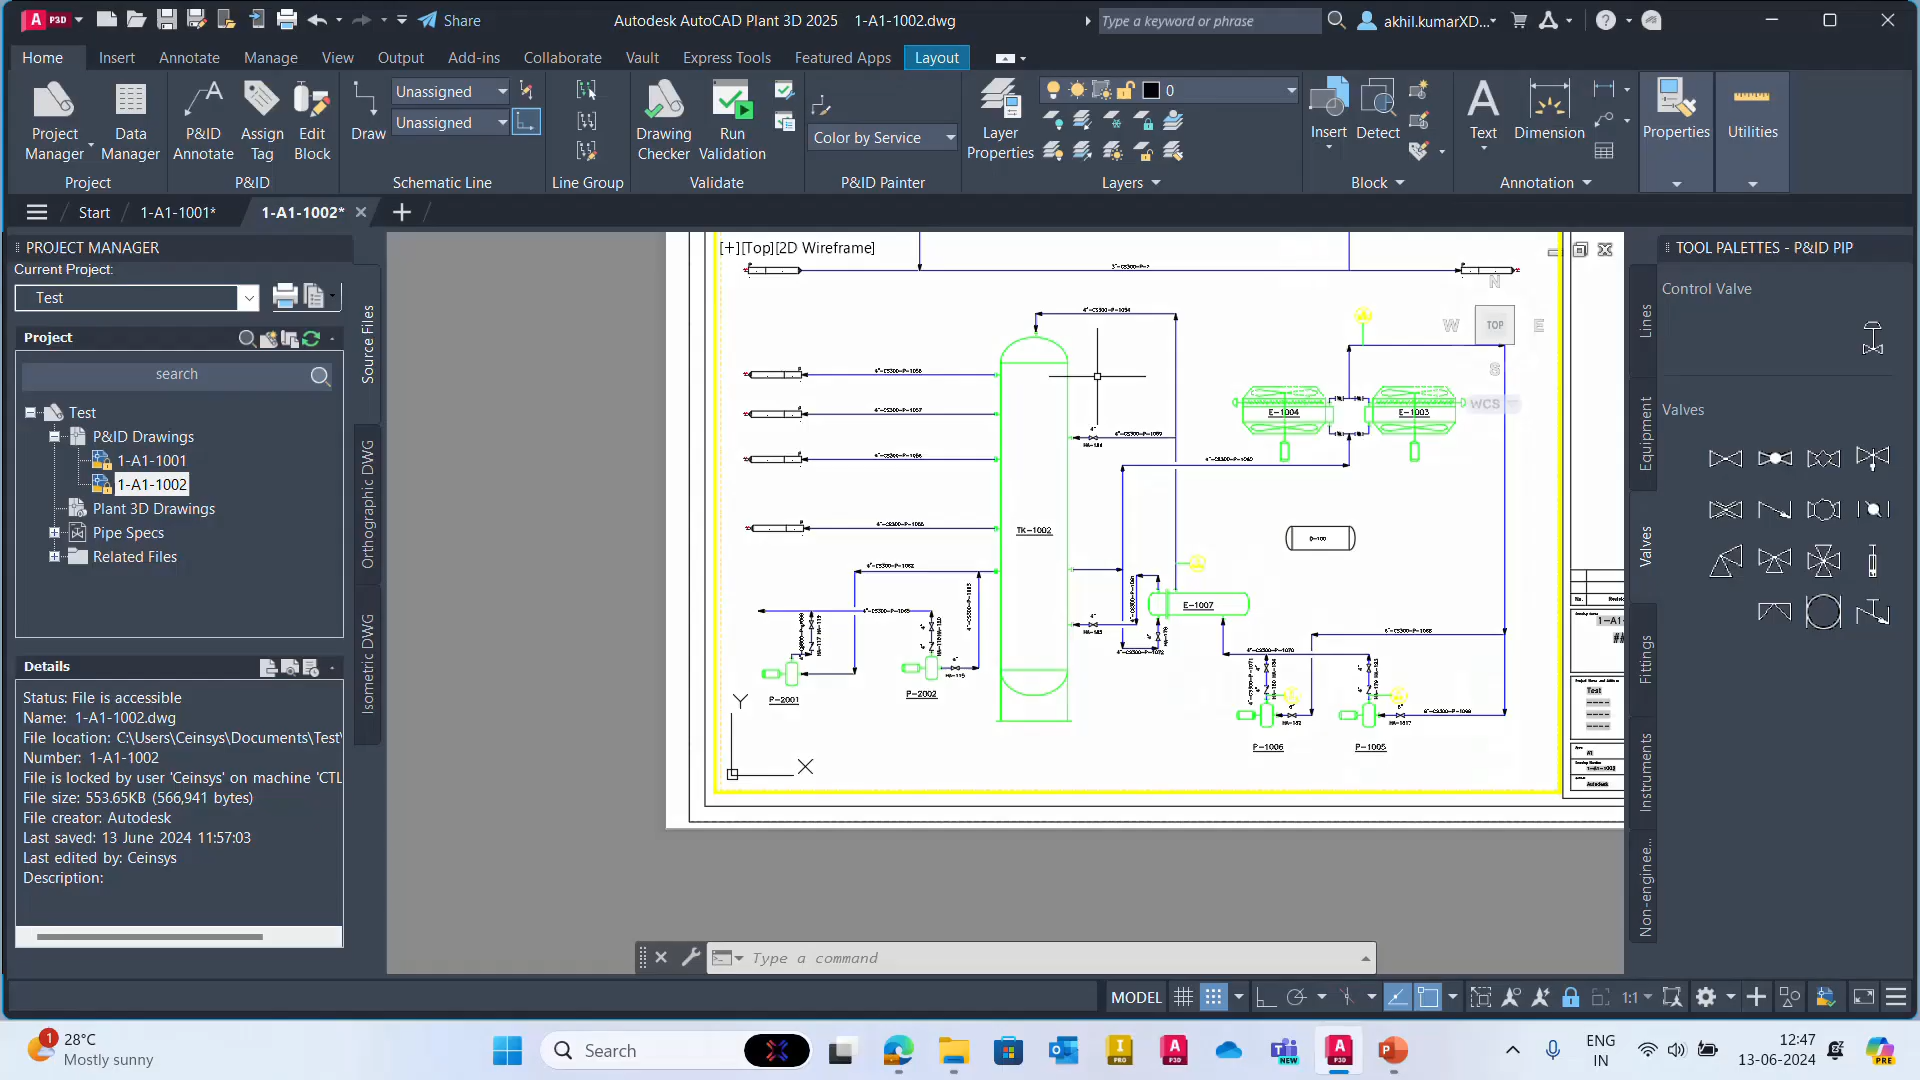 A P3D
Share
Autodesk AutoCAD Plant 3D 2025 1-A1-1002.dwg
Type a keyword or phrase
akhil.kumarXD...
Home Insert Annotate Manage View Output Add-ins Collaborate Vault Express Tools Featured Apps Layout
Project Manager
Data Manager
P&ID Annotate
Assign Tag
Edit Block
Draw
Unassigned
Unassigned
Drawing Checker
Run Validation
Color by Service
Layer Properties
0
Insert
Detect
Text
Dimension
Properties
Utilities
Project
P&ID
Schematic Line
Line Group
Validate
P&ID Painter
Layers
Block
Annotation
Start
1-A1-1001*
1-A1-1002*
PROJECT MANAGER
Current Project:
Test
Project
search
Test
P&ID Drawings
1-A1-1001
1-A1-1002
Plant 3D Drawings
Pipe Specs
Related Files
Source Files
Orthographic DWG
Isometric DWG
Details
Status: File is accessible
Name: 1-A1-1002.dwg
File location: C:\Users\Ceinsys\Documents\Test\
Number: 1-A1-1002
File is locked by user 'Ceinsys' on machine 'CTL
File size: 553.65KB (566,941 bytes)
File creator: Autodesk
Last saved: 13 June 2024 11:57:03
Last edited by: Ceinsys
Description:
[+][Top][2D Wireframe]
N
W TOP E
S
WCS
E-1004
E-1003
TK-1002
E-1007
P-2001
P-2002
P-1006
P-1005
Y
X
Test
Autodesk
TOOL PALETTES - P&ID PIP
Control Valve
Valves
Lines
Equipment
Valves
Fittings
Instruments
Non-enginee...
Type a command
MODEL
1:1
1
28°C
Mostly sunny
Search
ENG
IN
12:47
13-06-2024